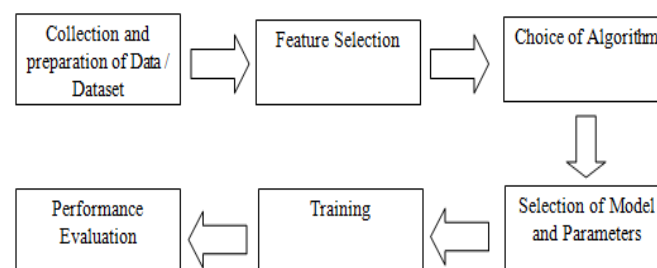 Collection and
preparation of Data /
Dataset
Feature Selection
Choice of Algorithm
Selection of Model
and Parameters
Training
Performance
Evaluation